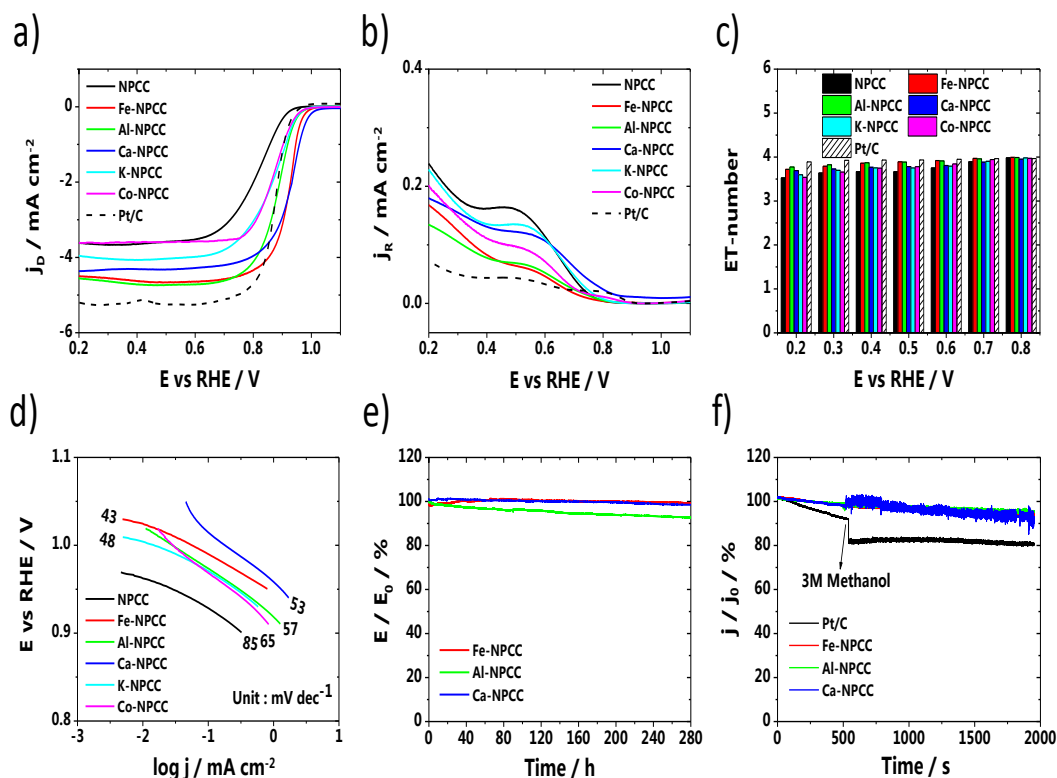 a)
NPCC
Fe-NPCC
Al-NPCC
Ca-NPCC
K-NPCC
Co-NPCC
Pt/C
0
-2
-4
-6
0.2 0.4 0.6 0.8 1.0
j_D / mA cm⁻²
E vs RHE / V
b)
NPCC
Fe-NPCC
Al-NPCC
Ca-NPCC
K-NPCC
Co-NPCC
Pt/C
0.4
0.2
0.0
0.2 0.4 0.6 0.8 1.0
j_R / mA cm⁻²
E vs RHE / V
c)
NPCC Fe-NPCC
Al-NPCC Ca-NPCC
K-NPCC Co-NPCC
Pt/C
6
5
4
3
2
1
0
0.2 0.3 0.4 0.5 0.6 0.7 0.8
ET-number
E vs RHE / V
d)
1.1
1.0
0.9
0.8
43
48
53
57
85 65
NPCC
Fe-NPCC
Al-NPCC
Ca-NPCC
K-NPCC
Co-NPCC
Unit : mV dec⁻¹
-3 -2 -1 0 1
E vs RHE / V
log j / mA cm⁻²
e)
120
100
80
60
40
20
0
Fe-NPCC
Al-NPCC
Ca-NPCC
0 40 80 120 160 200 240 280
E / E₀ / %
Time / h
f)
120
100
80
60
40
20
0
3M Methanol
Pt/C
Fe-NPCC
Al-NPCC
Ca-NPCC
0 500 1000 1500 2000
j / j₀ / %
Time / s